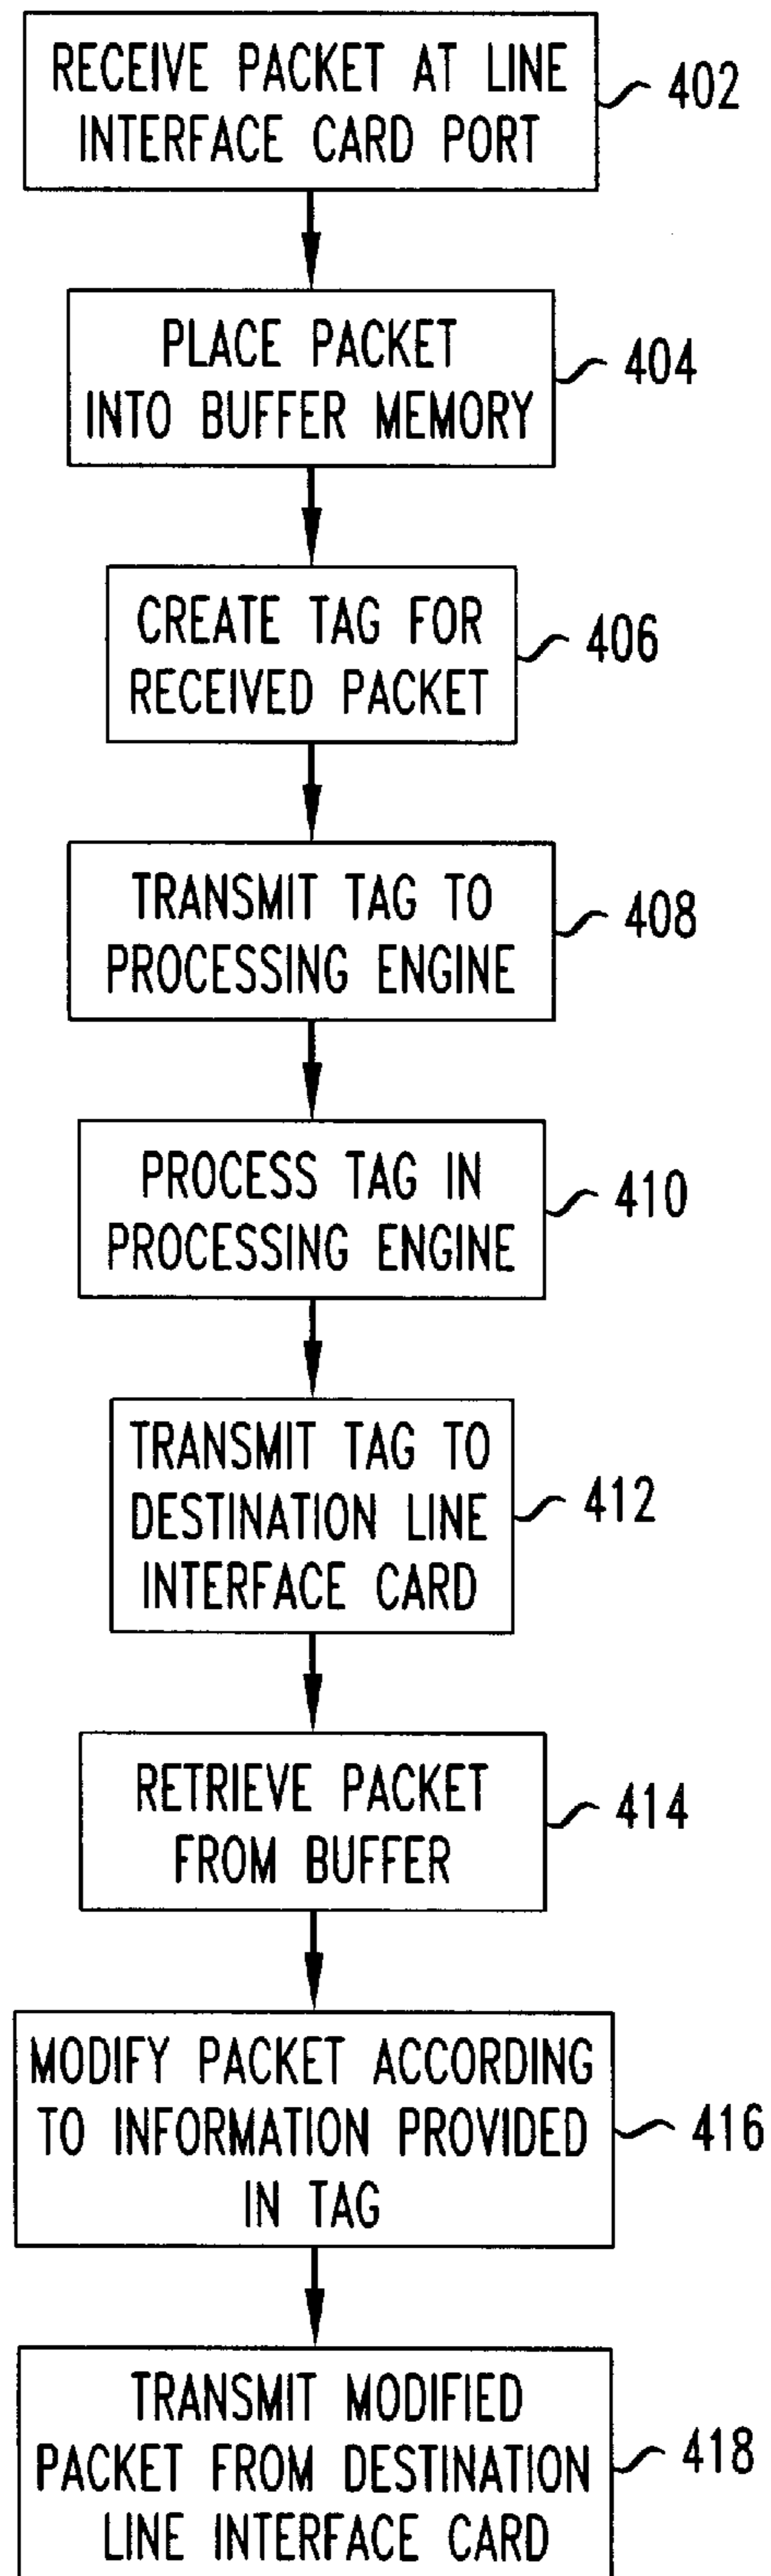 RECEIVE PACKET AT LINE
INTERFACE CARD PORT
402
PLACE PACKET
INTO BUFFER MEMORY
404
CREATE TAG FOR
RECEIVED PACKET
406
TRANSMIT TAG TO
PROCESSING ENGINE
408
PROCESS TAG IN
PROCESSING ENGINE
410
TRANSMIT TAG TO
DESTINATION LINE
INTERFACE CARD
412
RETRIEVE PACKET
FROM BUFFER
414
MODIFY PACKET ACCORDING
TO INFORMATION PROVIDED
IN TAG
416
TRANSMIT MODIFIED
PACKET FROM DESTINATION
LINE INTERFACE CARD
418